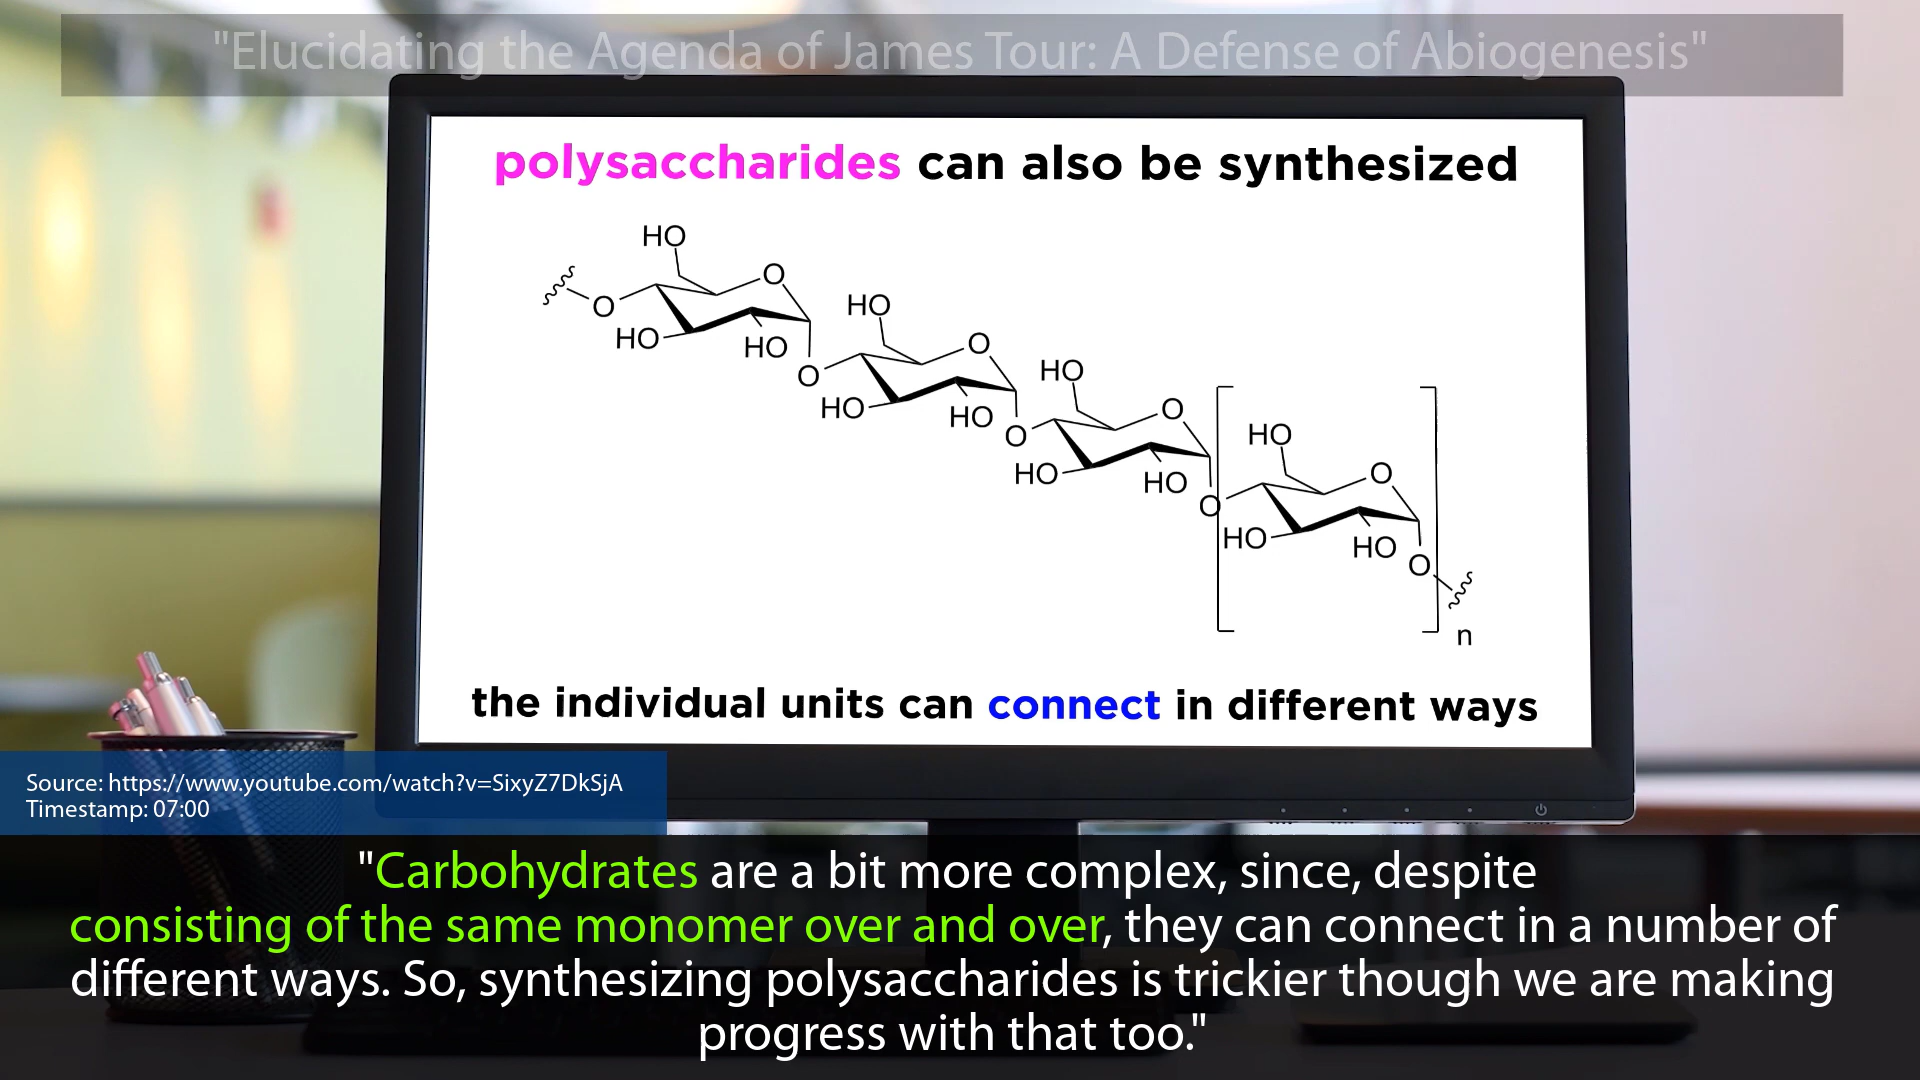 "Elucidating the Agenda of James Tour: A Defense of Abiogenesis"
polysaccharides can also be synthesized
HO
O
O
HO
HO
HO
O
O
HO
HO
HO
O
O
HO
HO
HO
O
O
HO
HO
O
n
the individual units can connect in different ways
Source: https://www.youtube.com/watch?v=SixyZ7DkSjA
Timestamp: 07:00
"Carbohydrates are a bit more complex, since, despite
consisting of the same monomer over and over, they can connect in a number of
different ways. So, synthesizing polysaccharides is trickier though we are making
progress with that too."